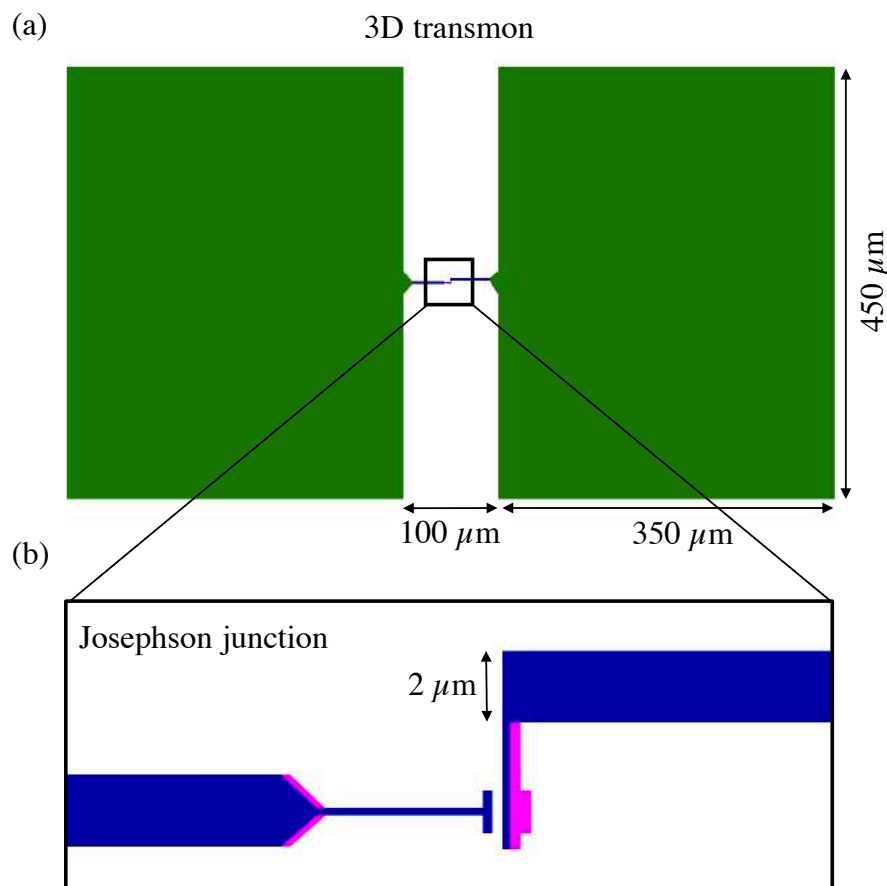 (a)
3D transmon
450 µm
100 µm
350 µm
(b)
Josephson junction
2 µm